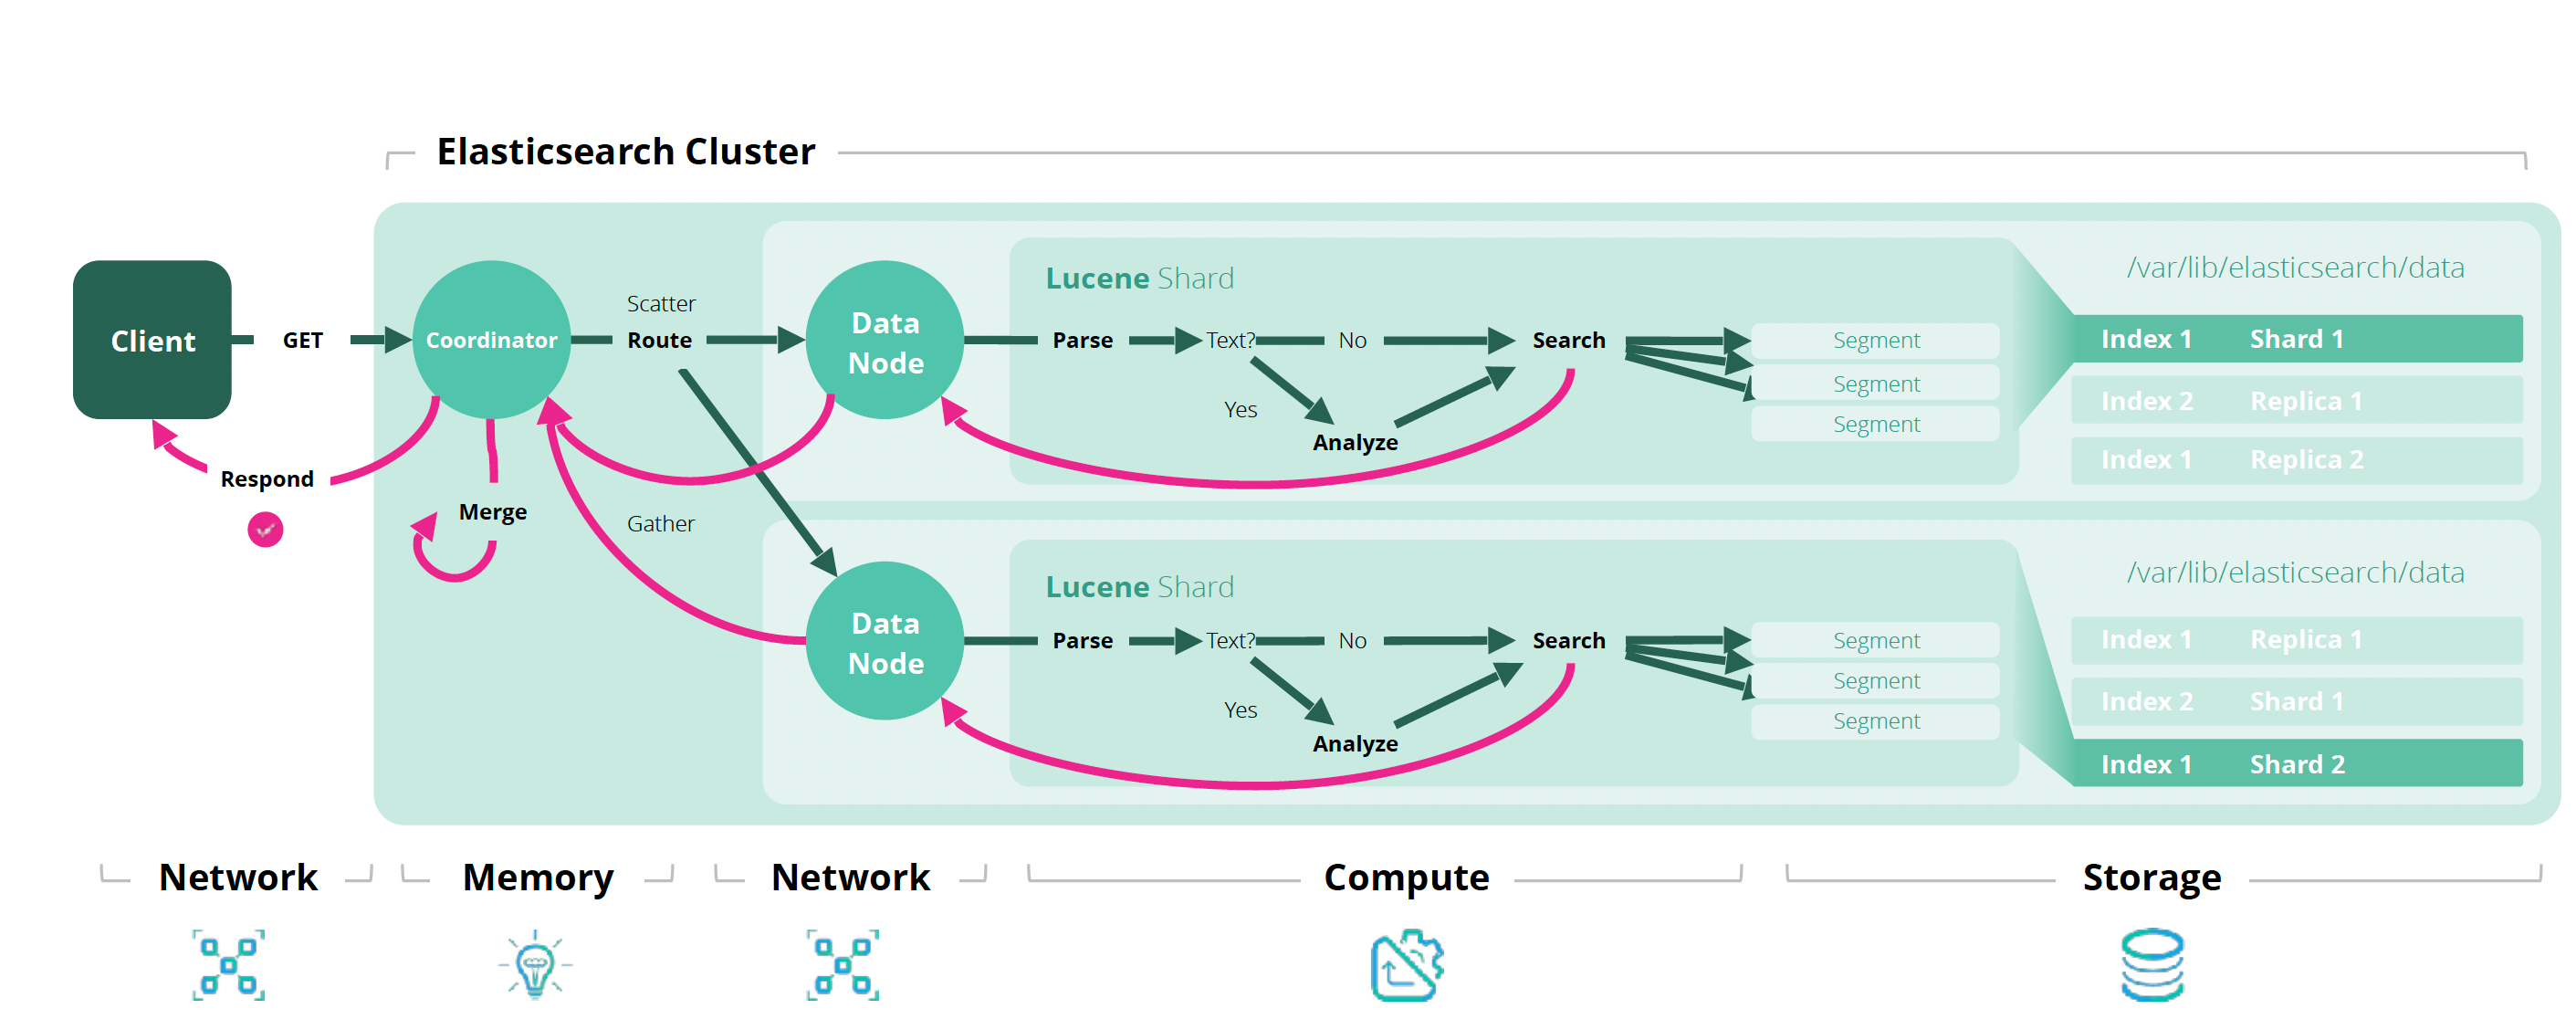 Elasticsearch Cluster
Client
GET
Coordinator
Scatter
Route
Data
Node
Lucene Shard
Parse
Text?
No
Yes
Analyze
Search
Segment
Segment
Segment
/var/lib/elasticsearch/data
Index 1 Shard 1
Index 2 Replica 1
Index 1 Replica 2
Respond
Merge
Gather
Data
Node
Lucene Shard
Parse
Text?
No
Yes
Analyze
Search
Segment
Segment
Segment
/var/lib/elasticsearch/data
Index 1 Replica 1
Index 2 Shard 1
Index 1 Shard 2
Network
Memory
Network
Compute
Storage